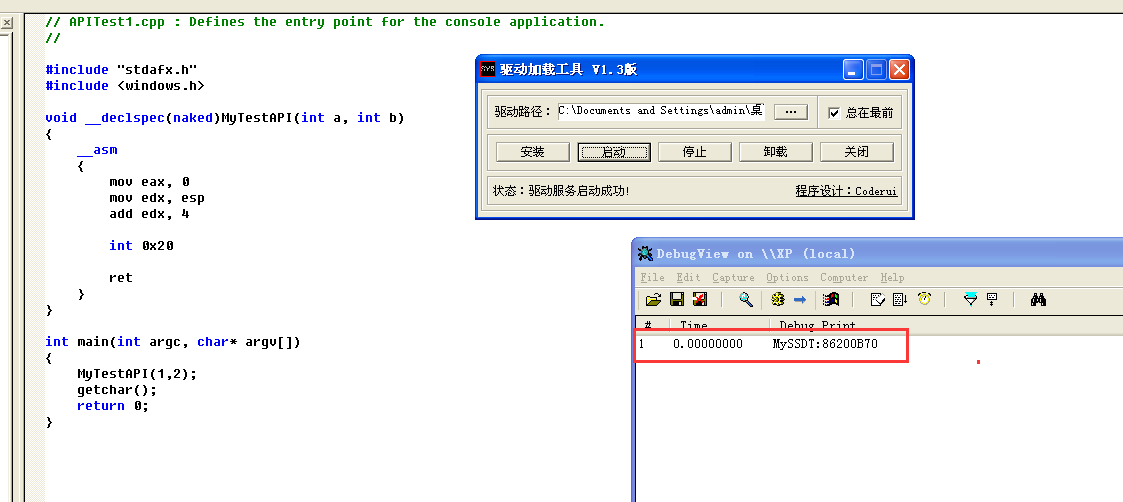 // APITest1.cpp : Defines the entry point for the console application.
//
#include "stdafx.h"
#include <windows.h>
void __declspec(naked)MyTestAPI(int a, int b)
{
__asm
{
mov eax, 0
mov edx, esp
add edx, 4
int 0x20
ret
}
}
int main(int argc, char* argv[])
{
MyTestAPI(1,2);
getchar();
return 0;
}
SYS 驱动加载工具 V1.3版
驱动路径： C:\Documents and Settings\admin\桌 ... 总在最前
安装 启动 停止 卸载 关闭
状态：驱动服务启动成功! 程序设计：Coderui
DebugView on \\XP (local)
File Edit Capture Options Computer Help
# Time Debug Print
1 0.00000000 MySSDT:86200B70